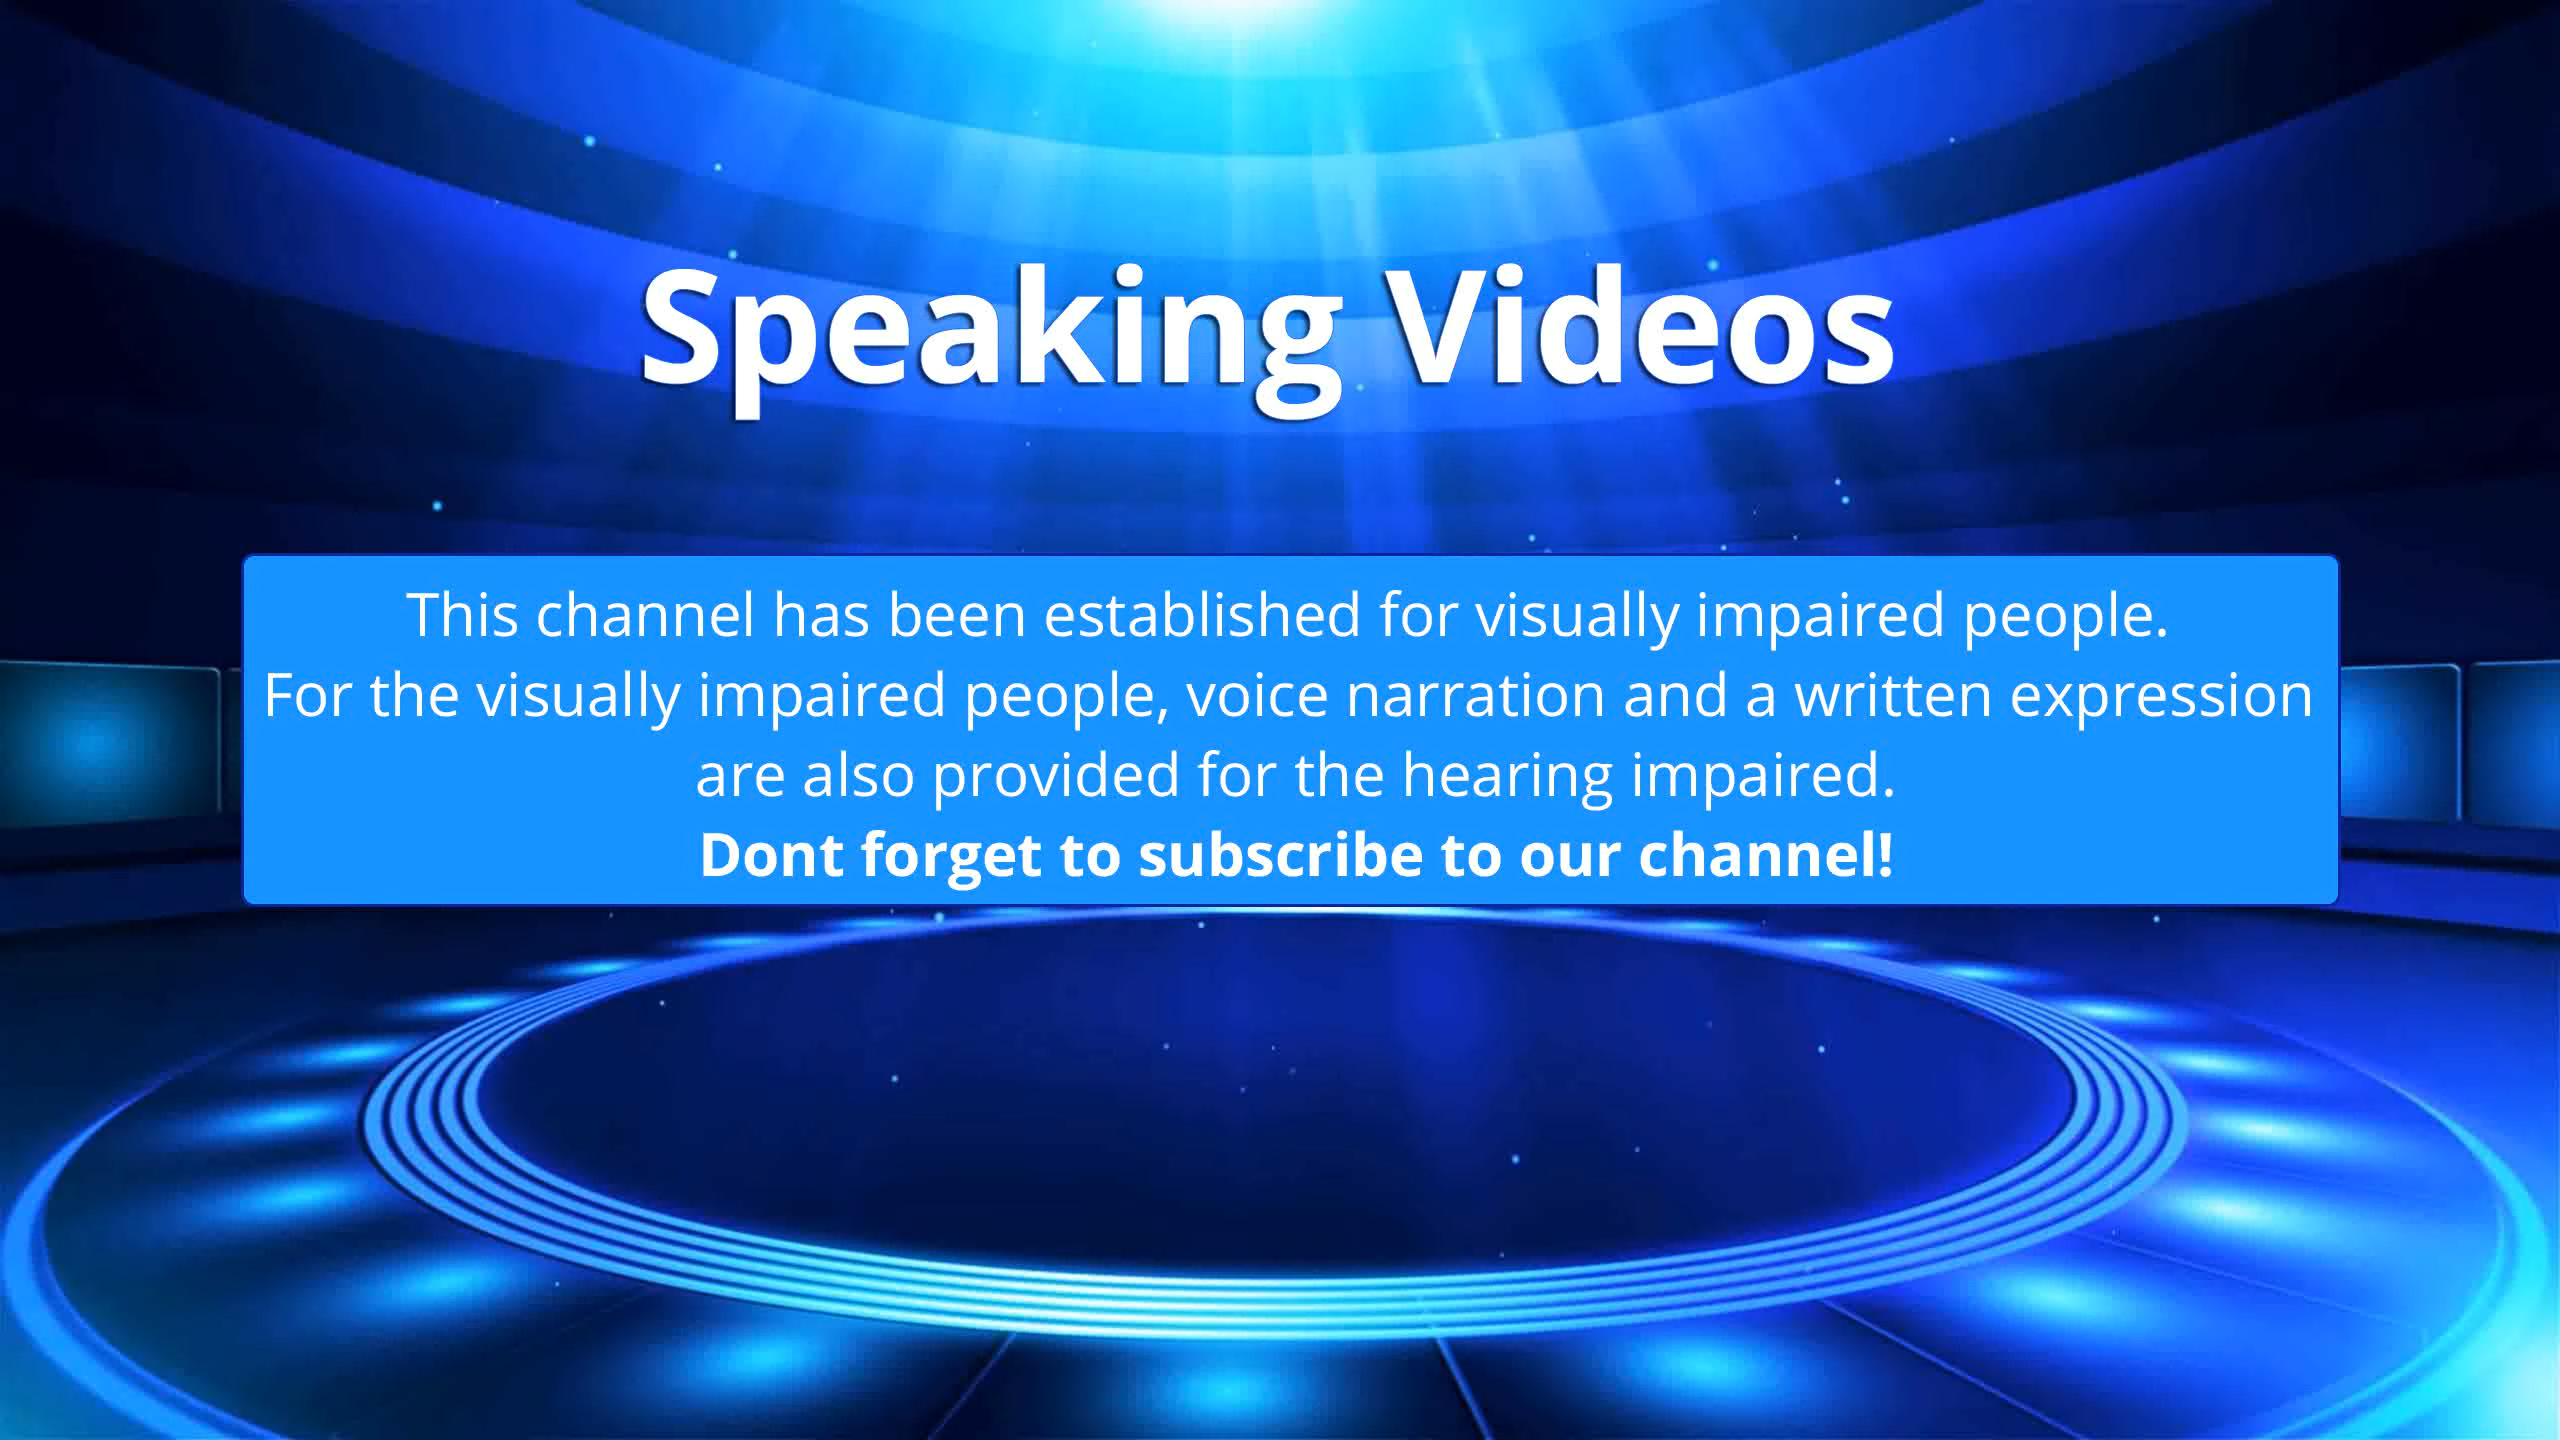 Speaking Videos
This channel has been established for visually impaired people.
For the visually impaired people, voice narration and a written expression
are also provided for the hearing impaired.
Dont forget to subscribe to our channel!